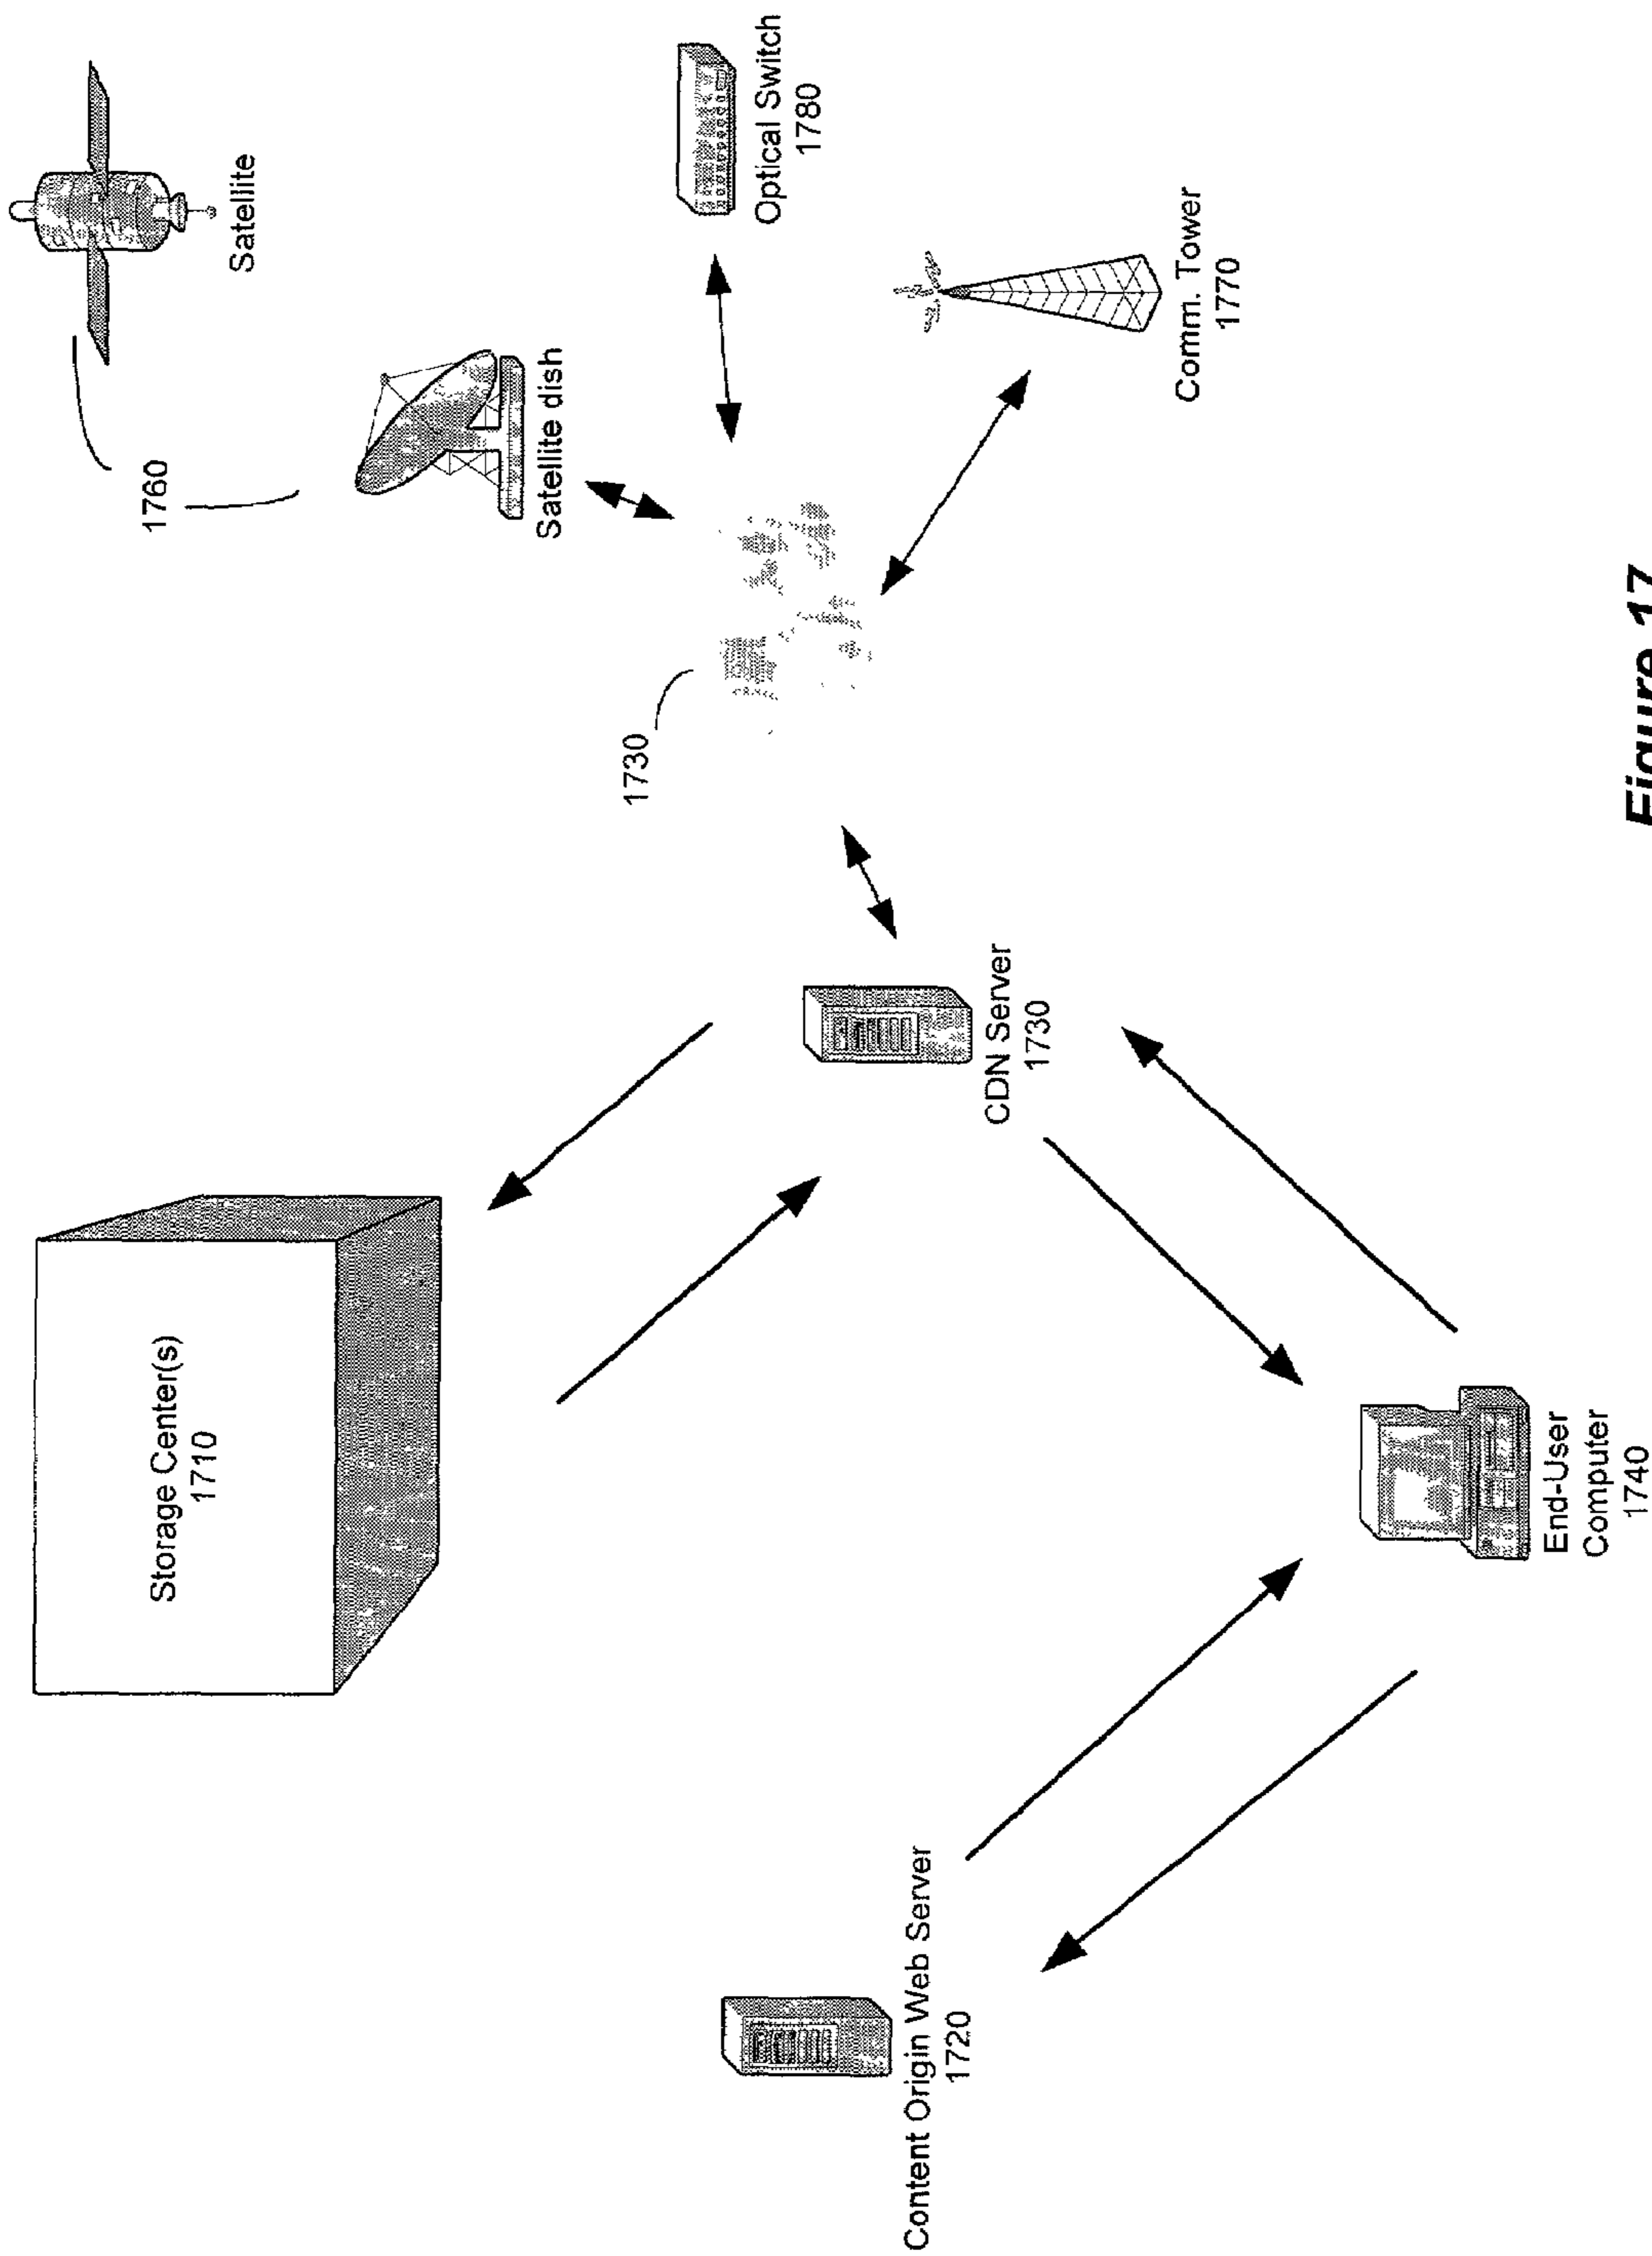 Storage Center(s)
1710
Content Origin Web Server
1720
End-User
Computer
1740
CDN Server
1730
1730
1760
Satellite dish
Satellite
Optical Switch
1780
Comm. Tower
1770
Figure 17